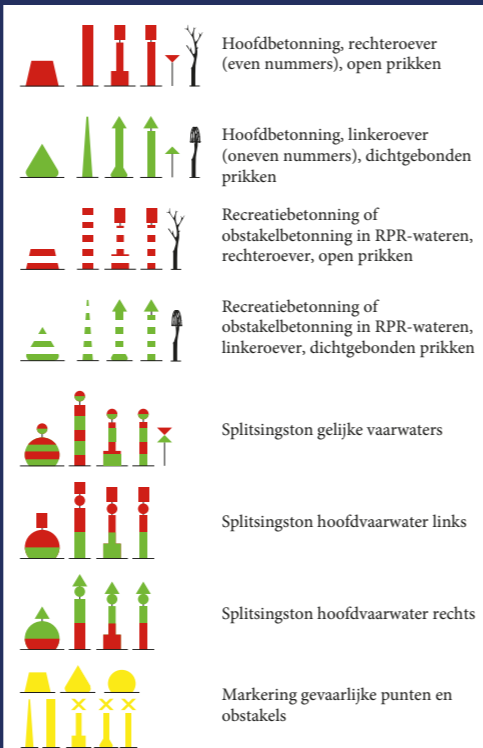 Hoofdbetonning, rechteroever
(even nummers), open prikken
Hoofdbetonning, linkeroever
(oneven nummers), dichtgebonden
prikken
Recreatiebetonning of
obstakelbetonning in RPR-wateren,
rechteroever, open prikken
Recreatiebetonning of
obstakelbetonning in RPR-wateren,
linkeroever, dichtgebonden prikken
Splitsingston gelijke vaarwaters
Splitsingston hoofdvaarwater links
Splitsingston hoofdvaarwater rechts
Markering gevaarlijke punten en
obstakels